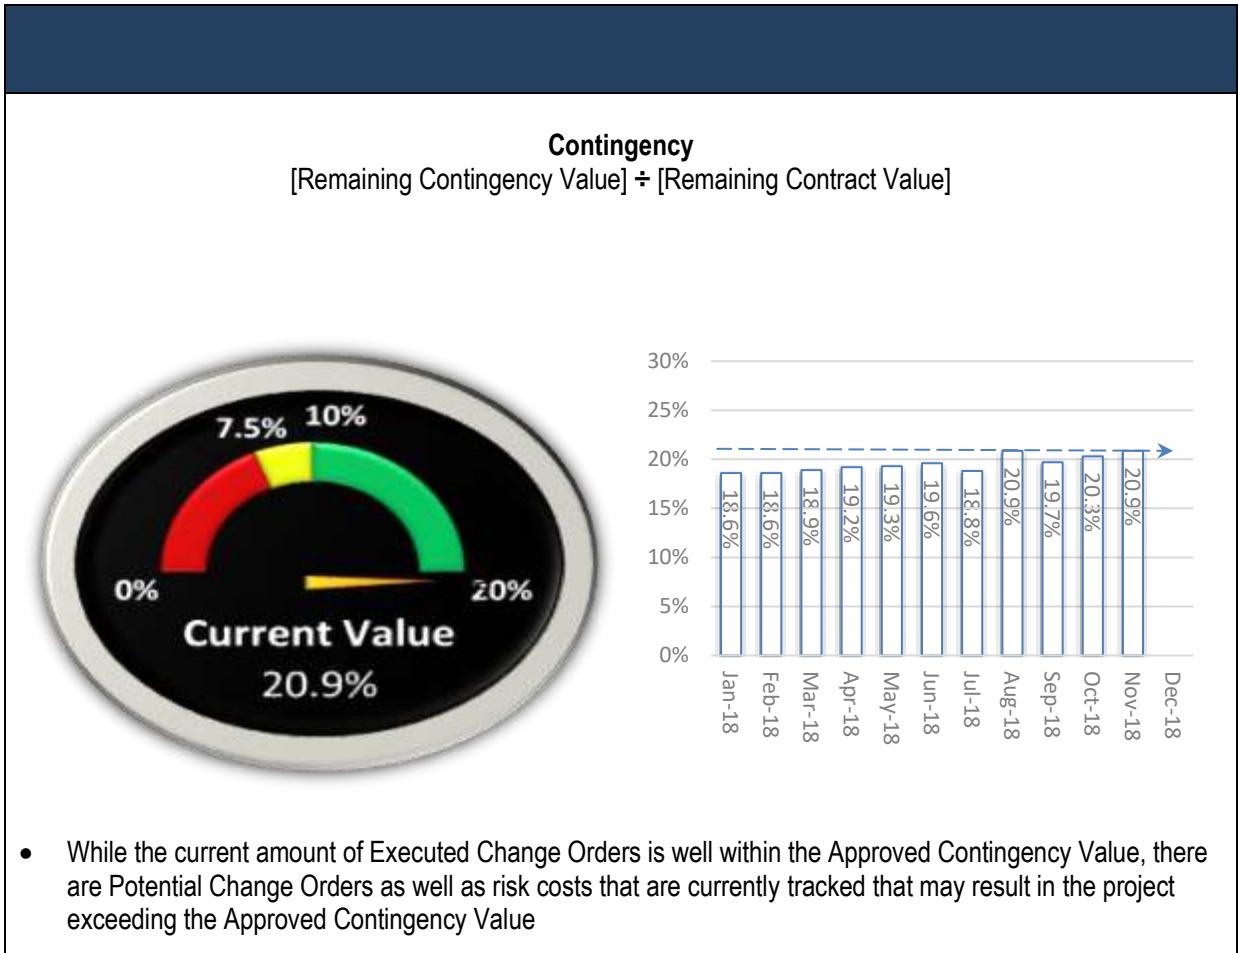 Contingency
[Remaining Contingency Value] ÷ [Remaining Contract Value]
7.5%
10%
0%
20%
Current Value
20.9%
30%
25%
20%
15%
10%
5%
0%
18.6%
18.6%
18.9%
19.2%
19.3%
19.6%
18.8%
20.9%
19.7%
20.3%
20.9%
Jan-18
Feb-18
Mar-18
Apr-18
May-18
Jun-18
Jul-18
Aug-18
Sep-18
Oct-18
Nov-18
Dec-18
• While the current amount of Executed Change Orders is well within the Approved Contingency Value, there
are Potential Change Orders as well as risk costs that are currently tracked that may result in the project
exceeding the Approved Contingency Value